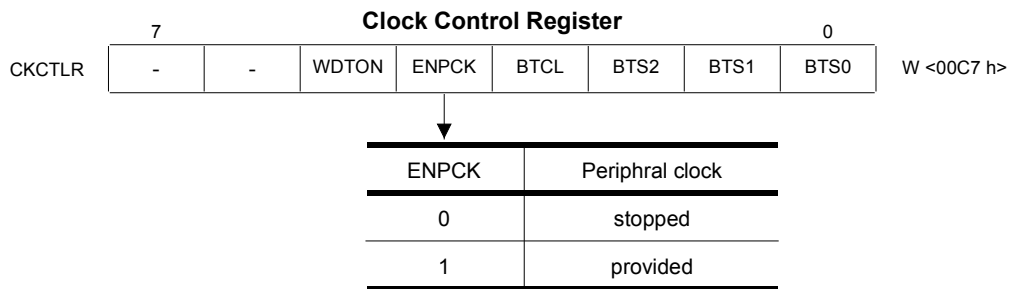 Clock Control Register
7 0
CKCTLR - - WDTON ENPCK BTCL BTS2 BTS1 BTS0 W <00C7 h>
ENPCK Periphral clock
0 stopped
1 provided